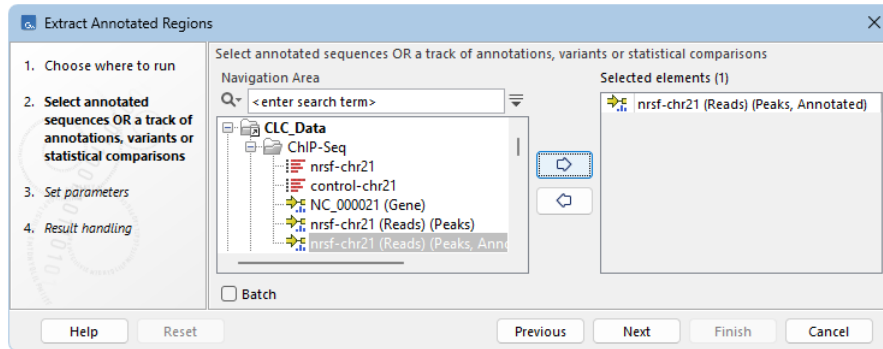 Extract Annotated Regions
1. Choose where to run
2. Select annotated
sequences OR a track of
annotations, variants or
statistical comparisons
3. Set parameters
4. Result handling
Select annotated sequences OR a track of annotations, variants or statistical comparisons
Navigation Area
<enter search term>
CLC_Data
ChIP-Seq
nrsf-chr21
control-chr21
NC_000021 (Gene)
nrsf-chr21 (Reads) (Peaks)
nrsf-chr21 (Reads) (Peaks, Anno
Selected elements (1)
nrsf-chr21 (Reads) (Peaks, Annotated)
Batch
Help
Reset
Previous
Next
Finish
Cancel